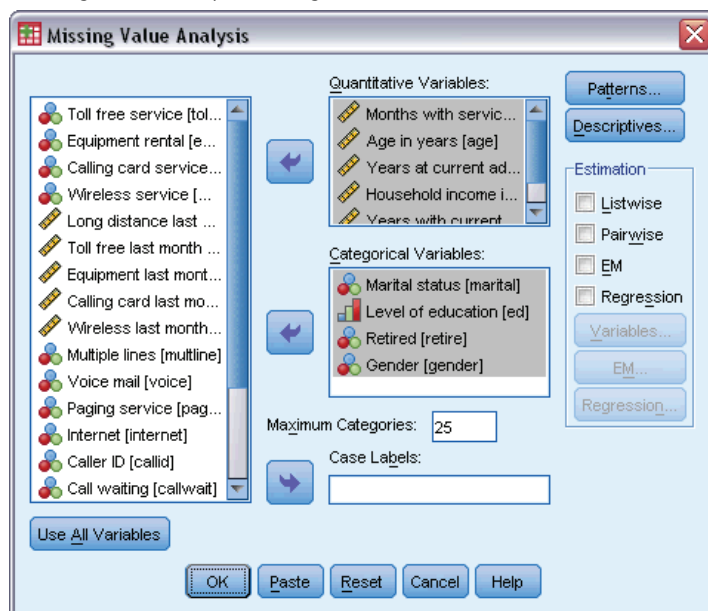 Missing Value Analysis
Toll free service [tol...
Equipment rental [e...
Calling card service...
Wireless service [...
Long distance last ...
Toll free last month ...
Equipment last mont...
Calling card last mo...
Wireless last month...
Multiple lines [multline]
Voice mail [voice]
Paging service [pag...
Internet [internet]
Caller ID [callid]
Call waiting [callwait]
Use All Variables
Quantitative Variables:
Months with servic...
Age in years [age]
Years at current ad...
Household income i...
Years with current
Categorical Variables:
Marital status [marital]
Level of education [ed]
Retired [retire]
Gender [gender]
Maximum Categories: 25
Case Labels:
Patterns...
Descriptives...
Estimation
Listwise
Pairwise
EM
Regression
Variables...
EM...
Regression...
OK Paste Reset Cancel Help